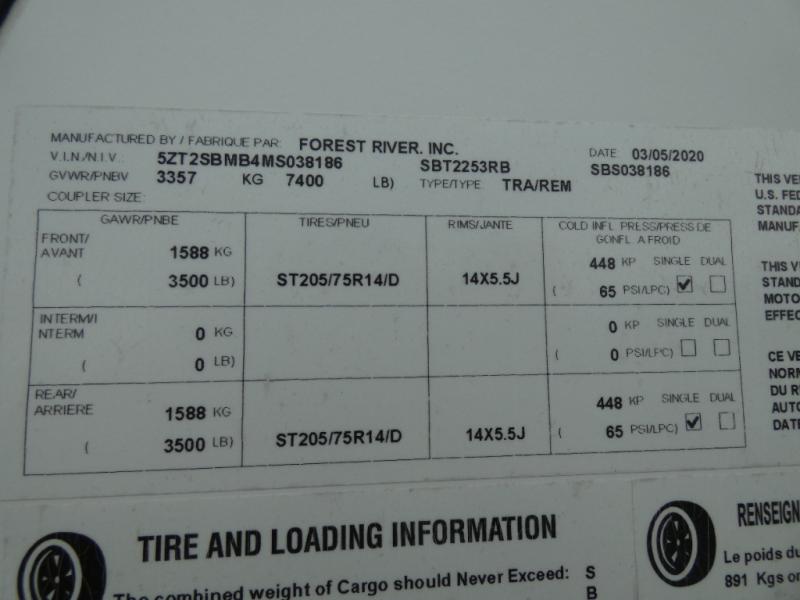 MANUFACTURED BY / FABRIQUE PAR: FOREST RIVER. INC. DATE: 03/05/2020
V.I.N./N.I.V.: 5ZT2SBMB4MS038186 SBT2253RB SBS038186
GVWR/PNBV 3357 KG 7400 LB) TYPE/TYPE: TRA/REM
COUPLER SIZE:
GAWR/PNBE TIRES/PNEU RIMS/JANTE COLD INFL PRESS/PRESS DE GONFL A FROID
FRONT/AVANT 1588 KG 448 KP SINGLE DUAL
( 3500 LB) ST205/75R14/D 14X5.5J ( 65 PSI/LPC)
INTERM/INTERM 0 KG 0 KP SINGLE DUAL
( 0 LB) ( 0 PSI/LPC)
REAR/ARRIERE 1588 KG 448 KP SINGLE DUAL
( 3500 LB) ST205/75R14/D 14X5.5J ( 65 PSI/LPC)
THIS VE
U.S. FED
STANDA
MANUF
THIS V
STAND
MOTO
EFFEC
CE VE
NORM
DU R
AUTO
DATE
TIRE AND LOADING INFORMATION
The combined weight of Cargo should Never Exceed: S
B
RENSEIGN
Le poids du
891 Kgs or